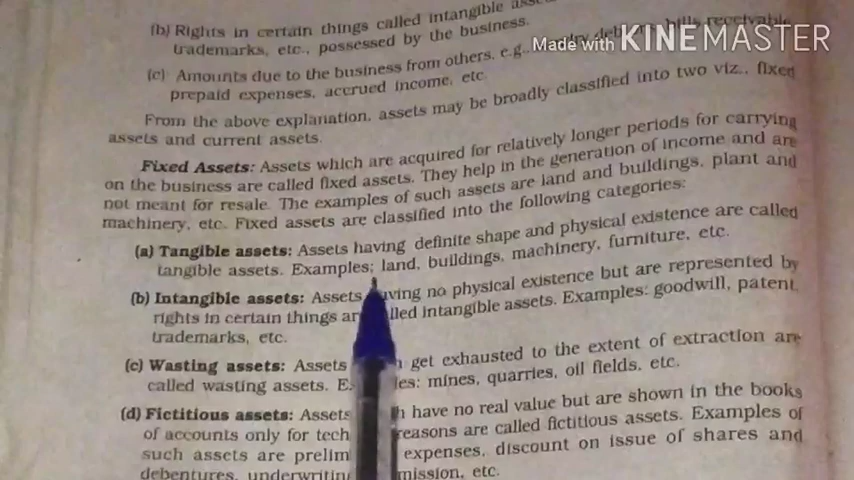 (b) Rights in certain things called intangible
trademarks, etc., possessed by the business.
Made with KINEMASTER
(c) Amounts due to the business from others, e.g., bills receivable,
prepaid expenses, accrued income, etc.
From the above explanation, assets may be broadly classified into two viz., fixed
assets and current assets.
Fixed Assets: Assets which are acquired for relatively longer periods for carrying
on the business are called fixed assets. They help in the generation of income and are
not meant for resale. The examples of such assets are land and buildings, plant and
machinery, etc. Fixed assets are classified into the following categories:
(a) Tangible assets: Assets having definite shape and physical existence are called
tangible assets. Examples; land, buildings, machinery, furniture, etc.
(b) Intangible assets: Assets no physical existence but are represented by
rights in certain things intangible assets. Examples: goodwill, patent,
trademarks, etc.
(c) Wasting assets: Assets get exhausted to the extent of extraction are
called wasting assets. mines, quarries, oil fields, etc.
(d) Fictitious assets: Assets have no real value but are shown in the books
of accounts only for reasons are called fictitious assets. Examples of
such assets are expenses, discount on issue of shares and
debentures, etc.